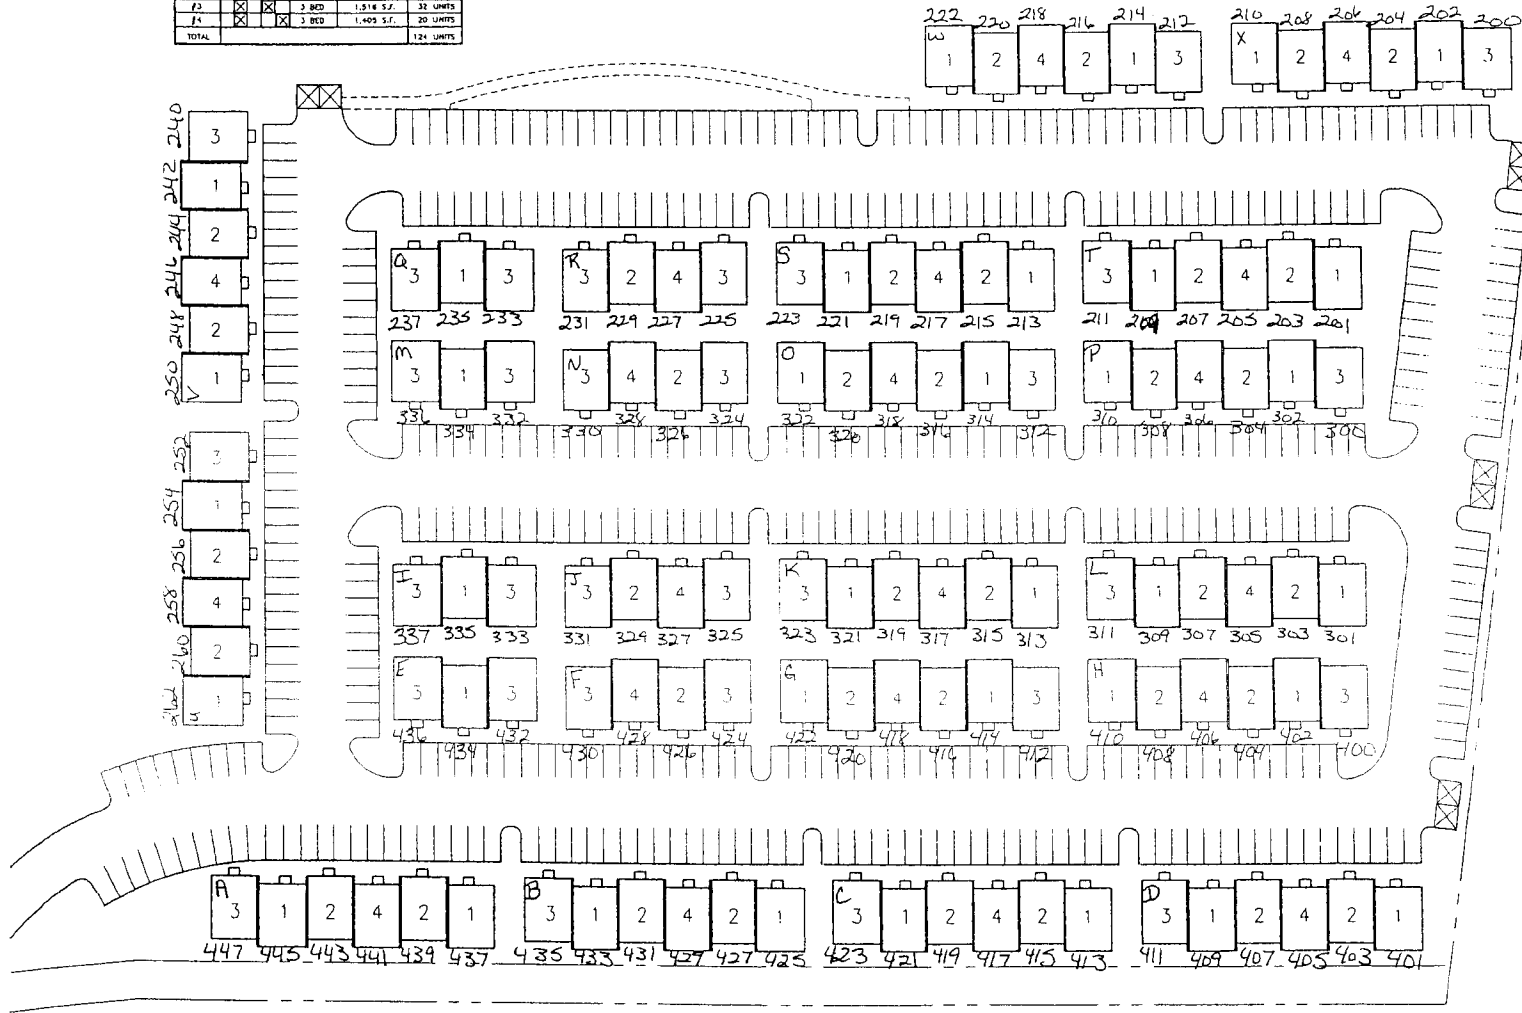 #3 3 BED 1,516 S.F. 32 UNITS
#4 3 BED 1,405 S.F. 20 UNITS
TOTAL 124 UNITS
222 220 218 216 214 212 210 208 206 204 202 200
W 1 2 4 2 1 3 X 1 2 4 2 1 3
240 3
242 1
244 2
246 4
248 2
250 1 V
Q 3 1 3 R 3 2 4 3 S 3 1 2 4 2 1 T 3 1 2 4 2 1
237 235 233 231 229 227 225 223 221 219 217 215 213 211 209 207 205 203 201
M 3 1 3 N 3 4 2 3 O 1 2 4 2 1 3 P 1 2 4 2 1 3
336 334 332 330 328 326 324 322 320 318 316 314 312 310 308 306 304 302 300
252 3
254 1
256 2
258 4
260 2
262 1
I 3 1 3 J 3 2 4 3 K 3 1 2 4 2 1 L 3 1 2 4 2 1
337 335 333 331 329 327 325 323 321 319 317 315 313 311 309 307 305 303 301
E 3 1 3 F 3 4 2 3 G 1 2 4 2 1 3 H 1 2 4 2 1 3
436 434 432 430 428 426 424 422 420 418 416 414 412 410 408 406 404 402 400
A 3 1 2 4 2 1 B 3 1 2 4 2 1 C 3 1 2 4 2 1 D 3 1 2 4 2 1
447 445 443 441 439 437 435 433 431 429 427 425 423 421 419 417 415 413 411 409 407 405 403 401